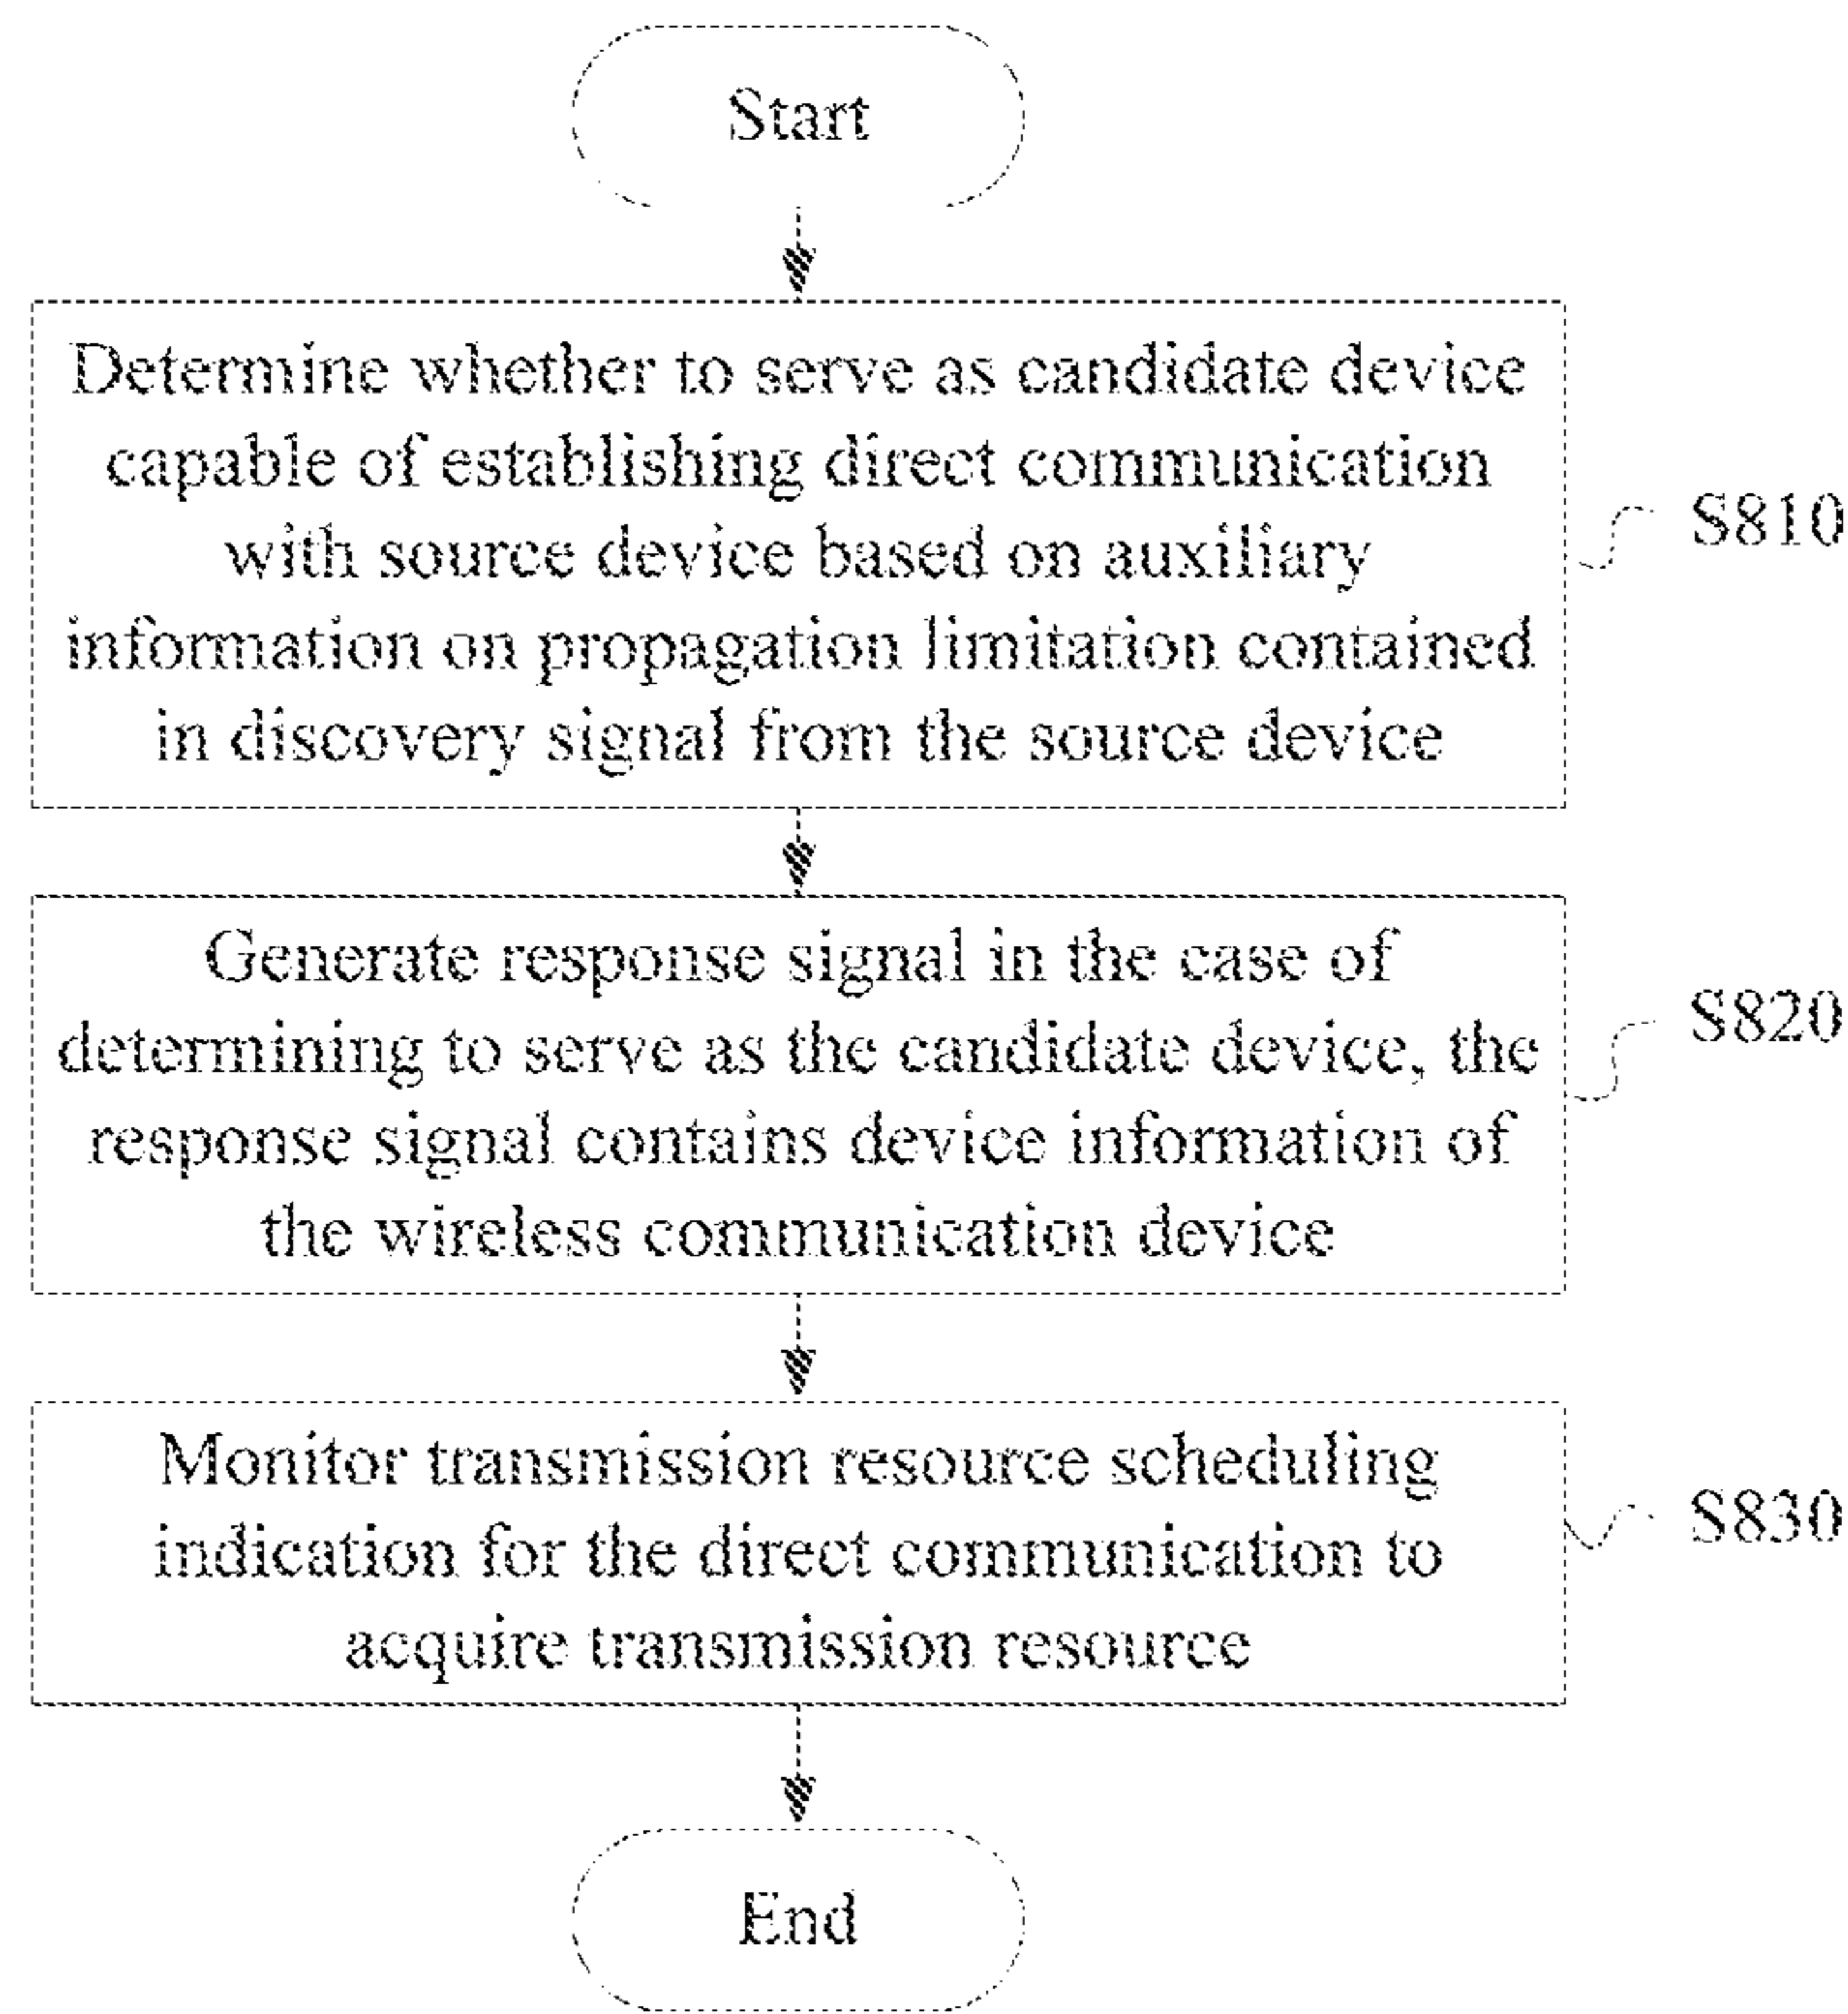 Start
Determine whether to serve as candidate device
capable of establishing direct communication
with source device based on auxiliary
information on propagation limitation contained
in discovery signal from the source device
S810
Generate response signal in the case of
determining to serve as the candidate device, the
response signal contains device information of
the wireless communication device
S820
Monitor transmission resource scheduling
indication for the direct communication to
acquire transmission resource
S830
End